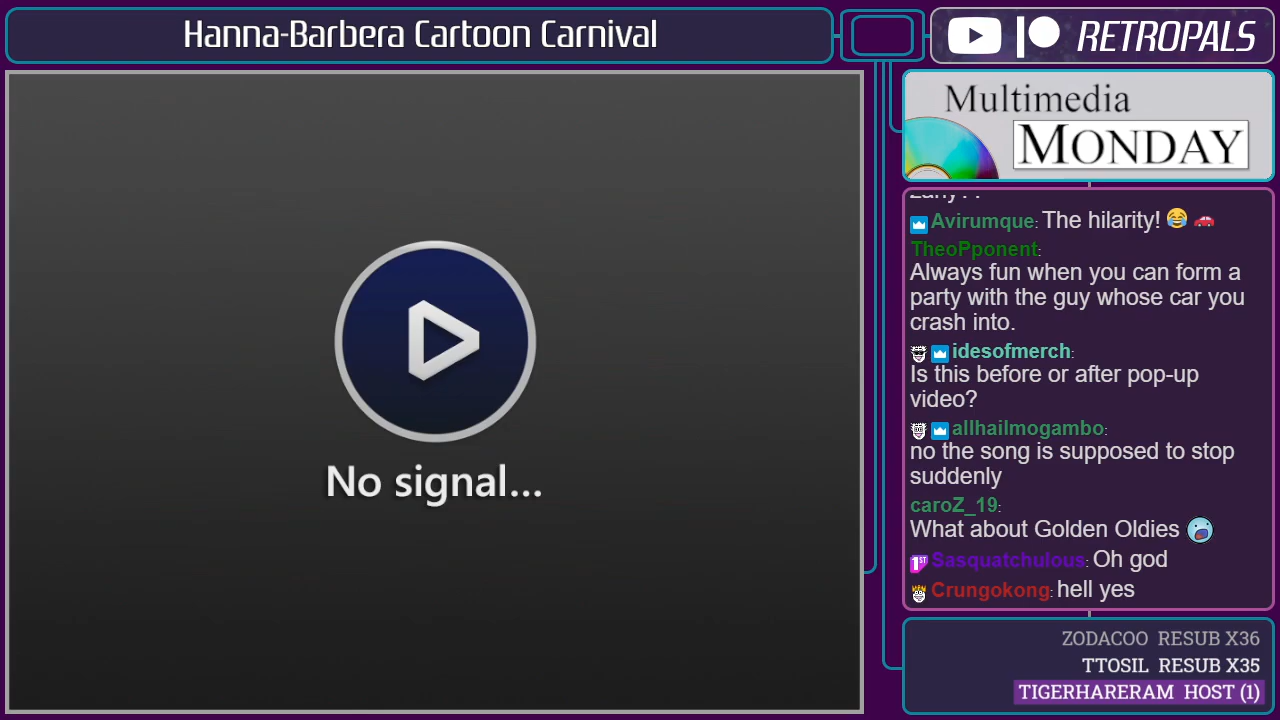 Hanna-Barbera Cartoon Carnival
RETROPALS
Multimedia
MONDAY
No signal...
Avirumque: The hilarity! 😂 🚗
TheoPponent:
Always fun when you can form a
party with the guy whose car you
crash into.
idesofmerch:
Is this before or after pop-up
video?
allhailmogambo:
no the song is supposed to stop
suddenly
caroZ_19:
What about Golden Oldies
1ST Sasquatchulous: Oh god
Crungokong: hell yes
ZODACOO RESUB X36
TTOSIL RESUB X35
TIGERHARERAM HOST (1)